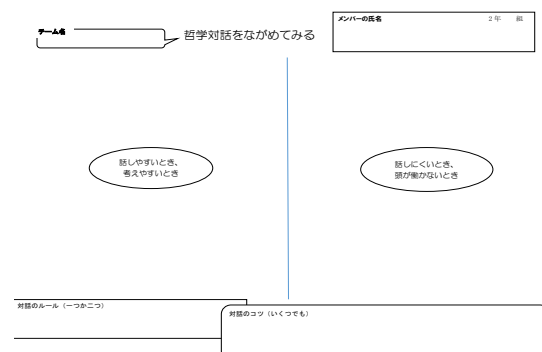 チーム名
哲学対話をながめてみる
メンバーの氏名 2年 組
話しやすいとき、
考えやすいとき
話しにくいとき、
頭が働かないとき
対話のルール(一つか二つ)
対話のコツ(いくつでも)